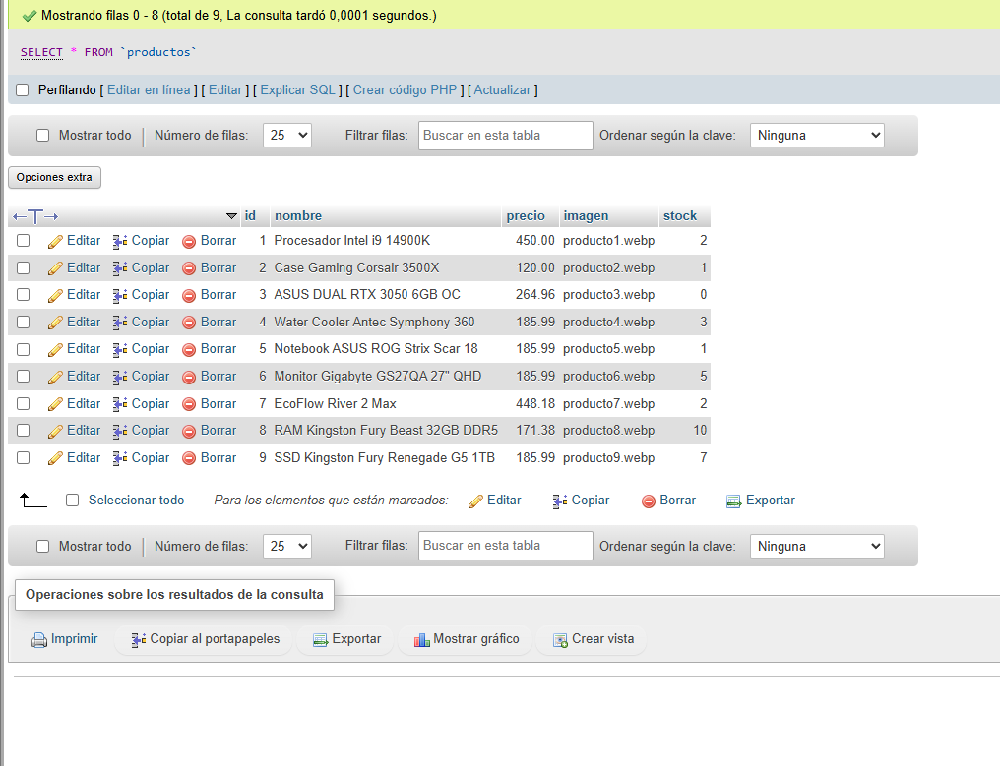 Mostrando filas 0 - 8 (total de 9, La consulta tardó 0,0001 segundos.)
SELECT * FROM `productos`
Perfilando [ Editar en línea ] [ Editar ] [ Explicar SQL ] [ Crear código PHP ] [ Actualizar ]
Mostrar todo Número de filas: 25 Filtrar filas: Buscar en esta tabla Ordenar según la clave: Ninguna
Opciones extra
←T→ id nombre precio imagen stock
Editar Copiar Borrar 1 Procesador Intel i9 14900K 450.00 producto1.webp 2
Editar Copiar Borrar 2 Case Gaming Corsair 3500X 120.00 producto2.webp 1
Editar Copiar Borrar 3 ASUS DUAL RTX 3050 6GB OC 264.96 producto3.webp 0
Editar Copiar Borrar 4 Water Cooler Antec Symphony 360 185.99 producto4.webp 3
Editar Copiar Borrar 5 Notebook ASUS ROG Strix Scar 18 185.99 producto5.webp 1
Editar Copiar Borrar 6 Monitor Gigabyte GS27QA 27" QHD 185.99 producto6.webp 5
Editar Copiar Borrar 7 EcoFlow River 2 Max 448.18 producto7.webp 2
Editar Copiar Borrar 8 RAM Kingston Fury Beast 32GB DDR5 171.38 producto8.webp 10
Editar Copiar Borrar 9 SSD Kingston Fury Renegade G5 1TB 185.99 producto9.webp 7
Seleccionar todo Para los elementos que están marcados: Editar Copiar Borrar Exportar
Mostrar todo Número de filas: 25 Filtrar filas: Buscar en esta tabla Ordenar según la clave: Ninguna
Operaciones sobre los resultados de la consulta
Imprimir Copiar al portapapeles Exportar Mostrar gráfico Crear vista